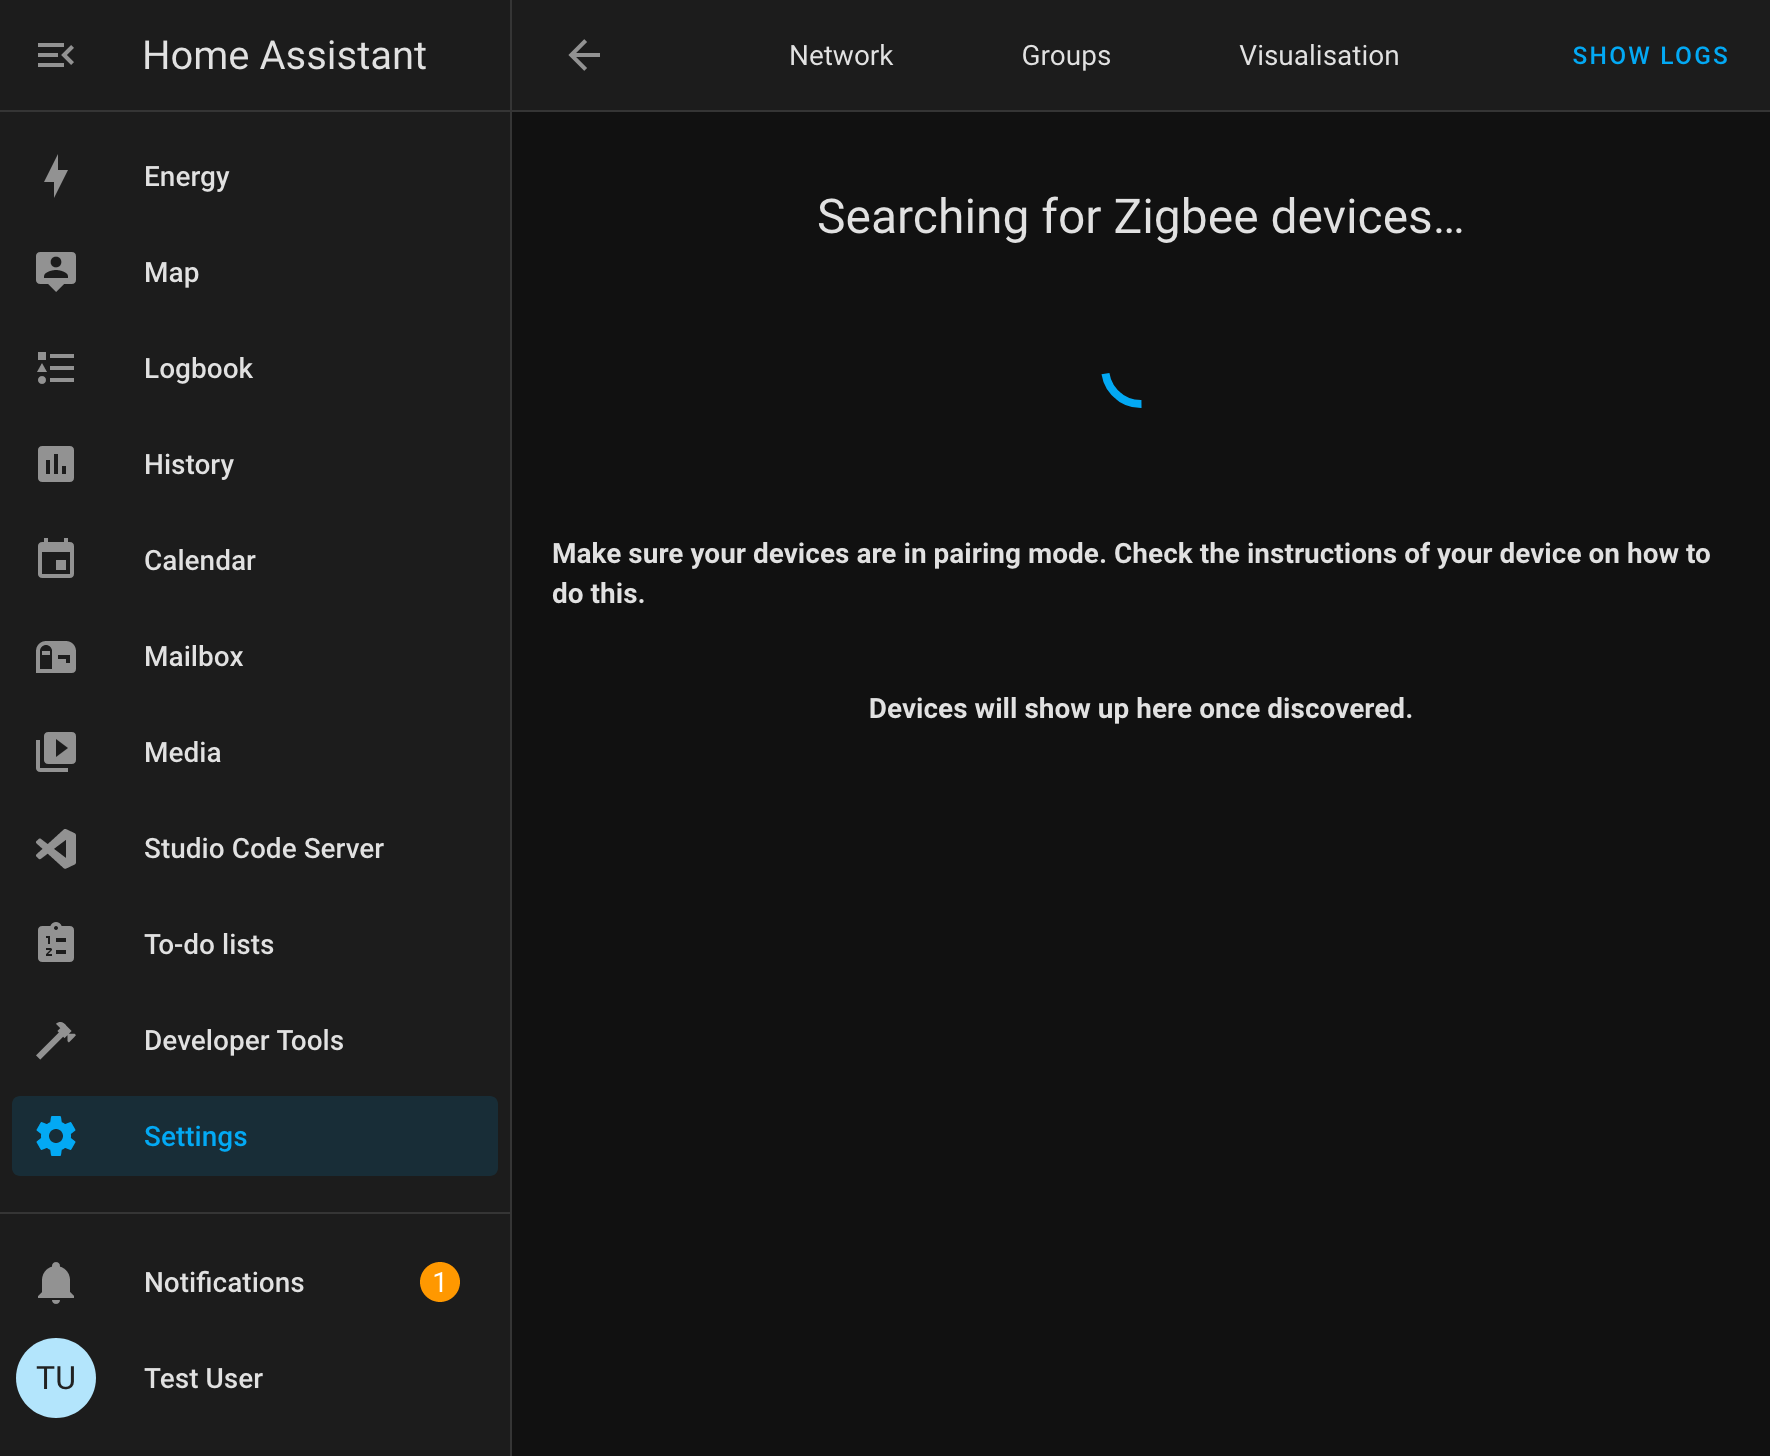 Home Assistant
Network
Groups
Visualisation
SHOW LOGS
Energy
Map
Logbook
History
Calendar
Mailbox
Media
Studio Code Server
To-do lists
Developer Tools
Settings
Notifications
1
TU
Test User
Searching for Zigbee devices…
Make sure your devices are in pairing mode. Check the instructions of your device on how to
do this.
Devices will show up here once discovered.